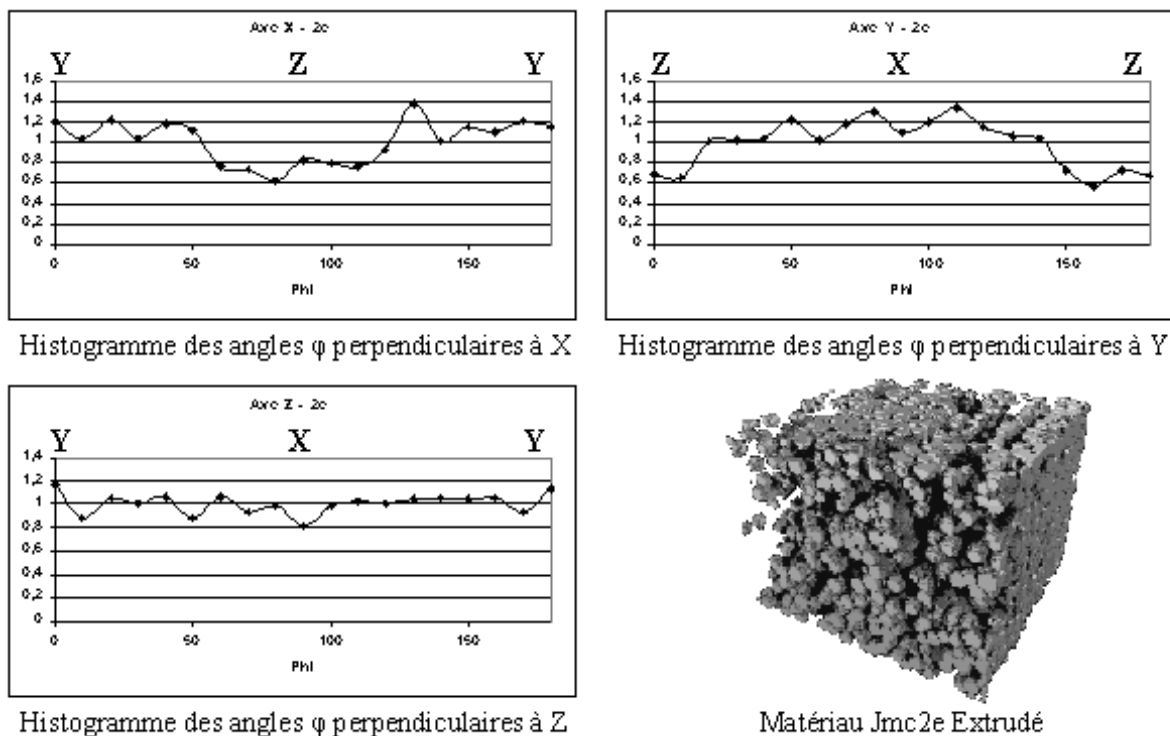 Axe X - 2e
Y Z Y
1,6
1,4
1,2
1
0,8
0,6
0,4
0,2
0
0 50 100 150
Phi
Histogramme des angles φ perpendiculaires à X
Axe Y - 2e
Z X Z
1,6
1,4
1,2
1
0,8
0,6
0,4
0,2
0
0 50 100 150
Phi
Histogramme des angles φ perpendiculaires à Y
Axe Z - 2e
Y X Y
1,4
1,2
1
0,8
0,6
0,4
0,2
0
0 50 100 150
Phi
Histogramme des angles φ perpendiculaires à Z
Matériau Jmc2e Extrudé